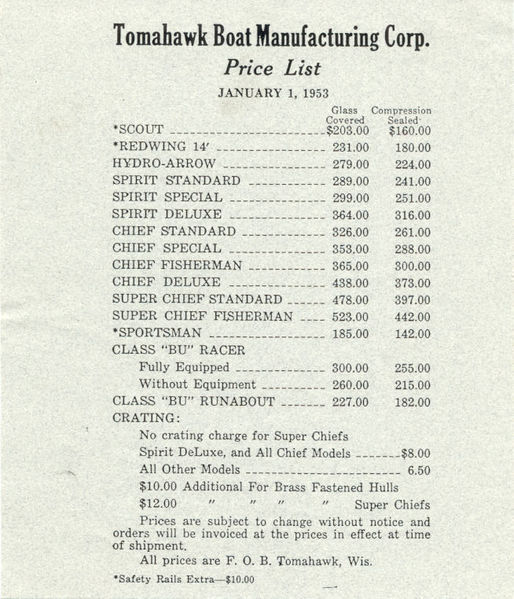 Tomahawk Boat Manufacturing Corp.
Price List
JANUARY 1, 1953
Glass Covered Compression Sealed
*SCOUT $203.00 $160.00
*REDWING 14' 231.00 180.00
HYDRO-ARROW 279.00 224.00
SPIRIT STANDARD 289.00 241.00
SPIRIT SPECIAL 299.00 251.00
SPIRIT DELUXE 364.00 316.00
CHIEF STANDARD 326.00 261.00
CHIEF SPECIAL 353.00 288.00
CHIEF FISHERMAN 365.00 300.00
CHIEF DELUXE 438.00 373.00
SUPER CHIEF STANDARD 478.00 397.00
SUPER CHIEF FISHERMAN 523.00 442.00
*SPORTSMAN 185.00 142.00
CLASS "BU" RACER
Fully Equipped 300.00 255.00
Without Equipment 260.00 215.00
CLASS "BU" RUNABOUT 227.00 182.00
CRATING:
No crating charge for Super Chiefs
Spirit DeLuxe, and All Chief Models $8.00
All Other Models 6.50
$10.00 Additional For Brass Fastened Hulls
$12.00 " " " " Super Chiefs
Prices are subject to change without notice and
orders will be invoiced at the prices in effect at time
of shipment.
All prices are F. O. B. Tomahawk, Wis.
*Safety Rails Extra—$10.00